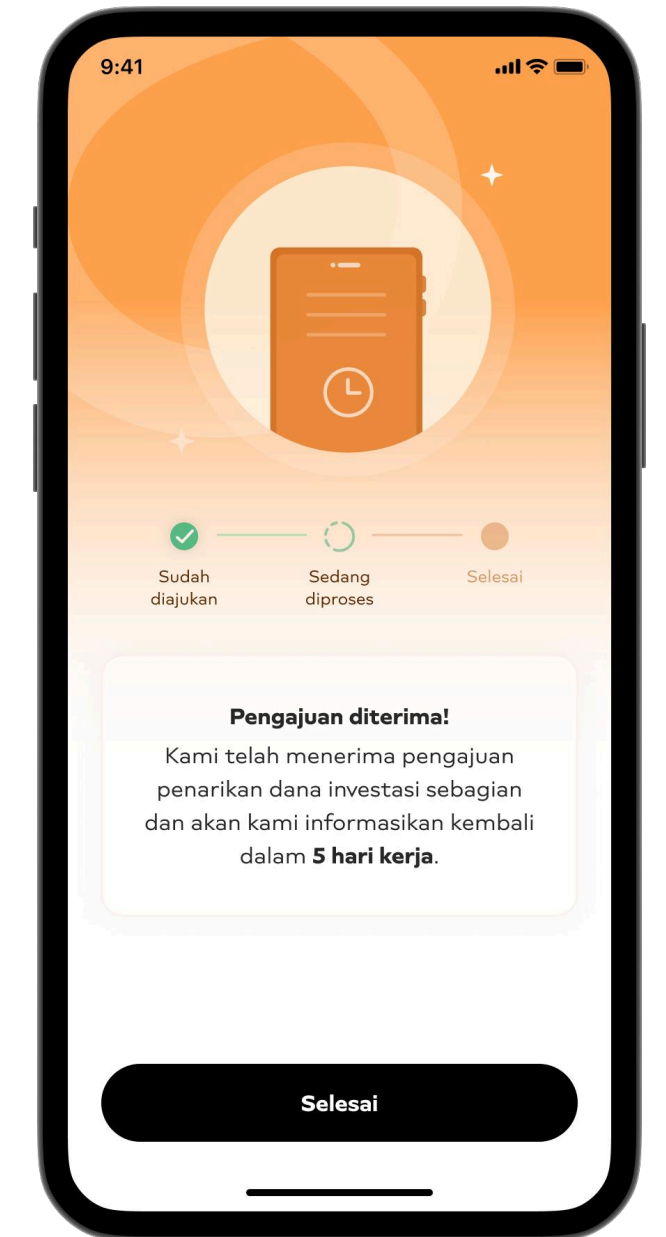 9:41
Sudah
diajukan
Sedang
diproses
Selesai
Pengajuan diterima!
Kami telah menerima pengajuan
penarikan dana investasi sebagian
dan akan kami informasikan kembali
dalam 5 hari kerja.
Selesai